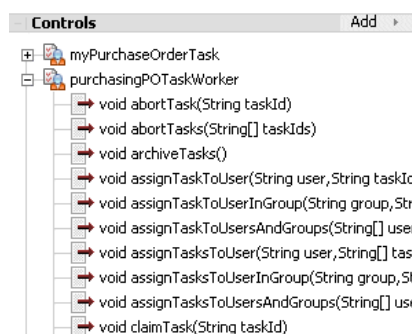 Controls Add
myPurchaseOrderTask
purchasingPOTaskWorker
void abortTask(String taskId)
void abortTasks(String[] taskIds)
void archiveTasks()
void assignTaskToUser(String user,String taskId
void assignTaskToUserInGroup(String group,Str
void assignTaskToUsersAndGroups(String[] user
void assignTasksToUser(String user,String[] tas
void assignTasksToUserInGroup(String group,St
void assignTasksToUsersAndGroups(String[] use
void claimTask(String taskId)